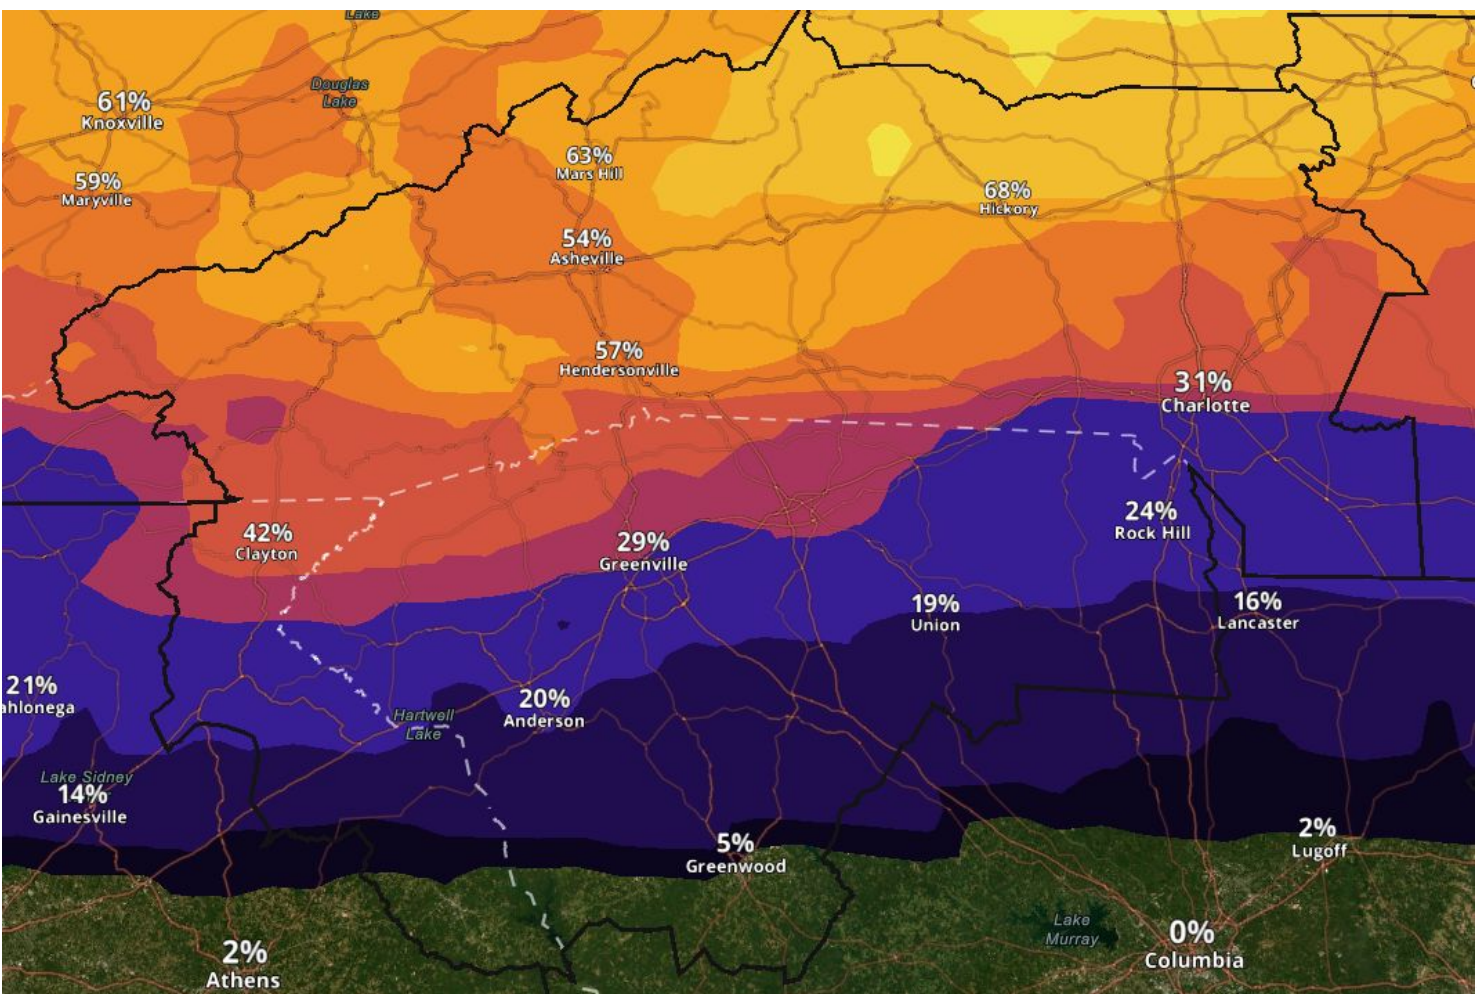 Lake
Douglas
Lake
61%
Knoxville
63%
Mars Hill
59%
Maryville
68%
Hickory
54%
Asheville
57%
Hendersonville
31%
Charlotte
24%
Rock Hill
42%
Clayton
29%
Greenville
19%
Union
16%
Lancaster
21%
ahlonega
20%
Anderson
Hartwell
Lake
Lake Sidney
14%
Gainesville
5%
Greenwood
2%
Lugoff
Lake
Murray
0%
Columbia
2%
Athens